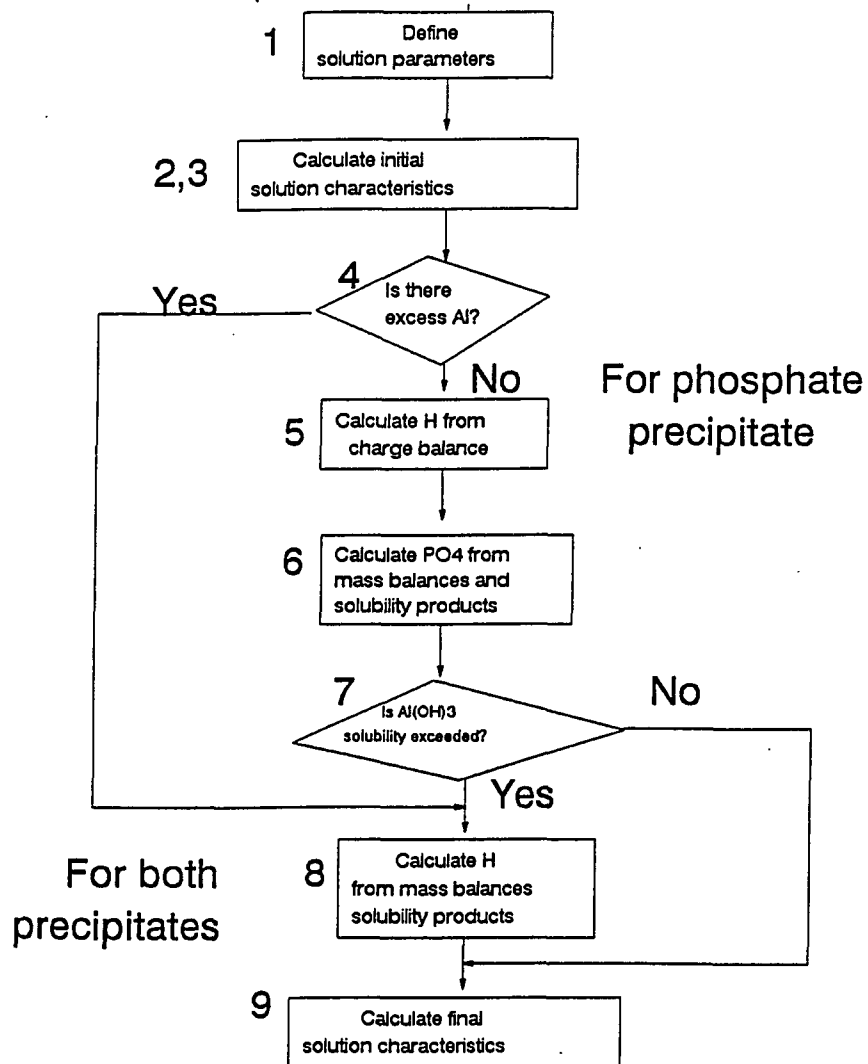 1
Define
solution parameters
2,3
Calculate initial
solution characteristics
4
Is there
excess Al?
Yes
No
For phosphate
precipitate
5
Calculate H from
charge balance
6
Calculate PO4 from
mass balances and
solubility products
7
Is Al(OH)3
solubility exceeded?
No
Yes
For both
precipitates
8
Calculate H
from mass balances
solubility products
9
Calculate final
solution characteristics